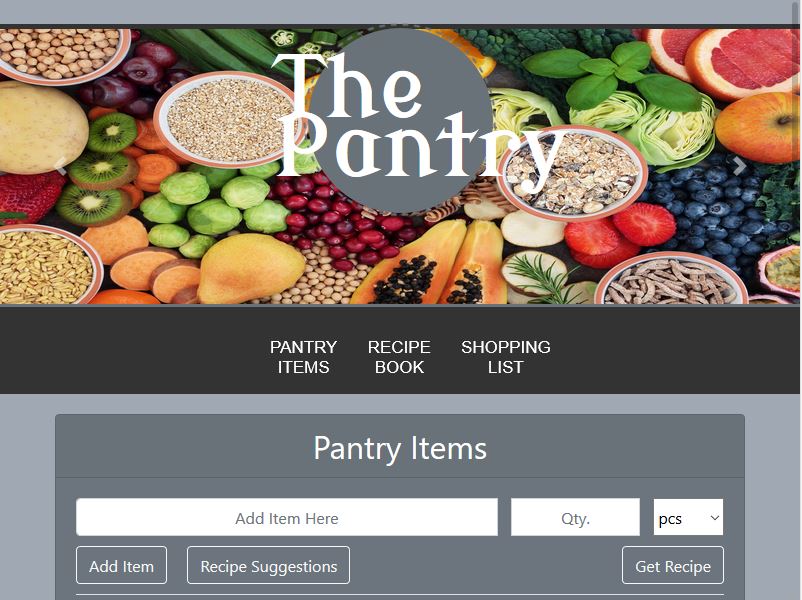 The
Pantry
PANTRY ITEMS
RECIPE BOOK
SHOPPING LIST
Pantry Items
Add Item Here
Qty.
pcs
Add Item
Recipe Suggestions
Get Recipe